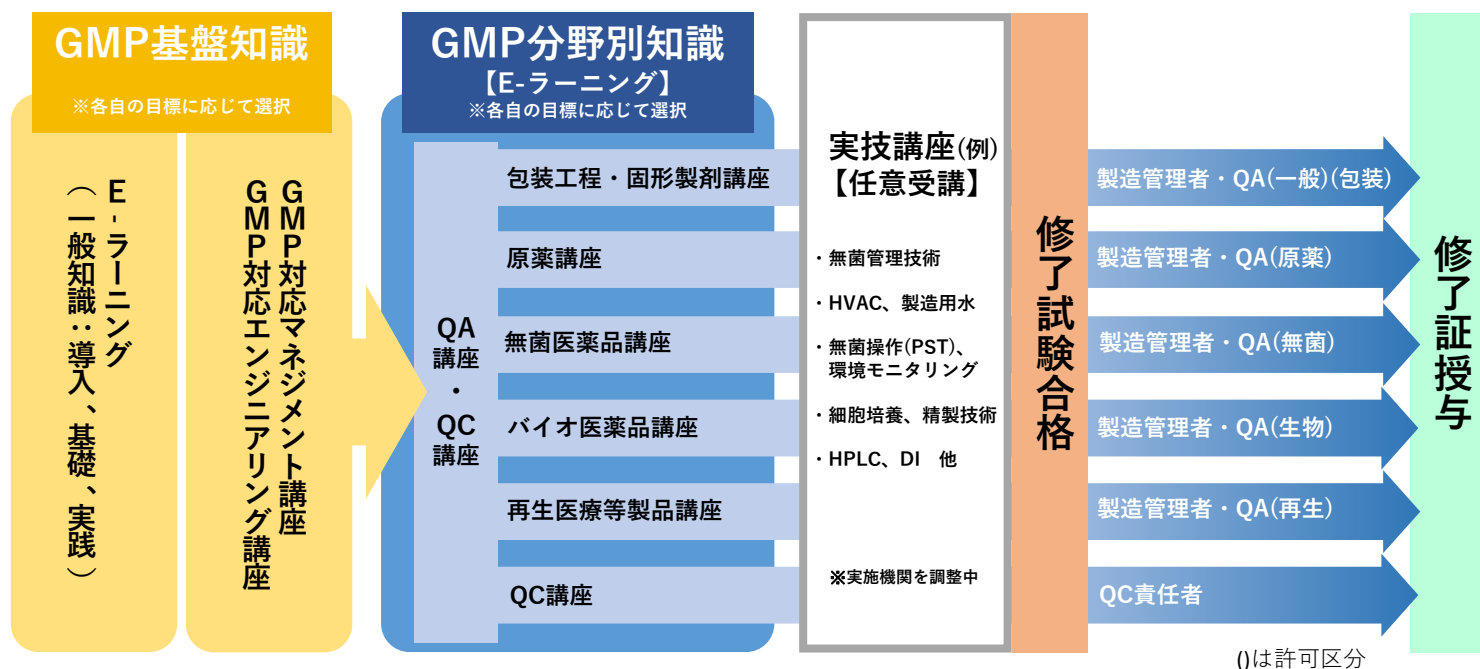 GMP基盤知識
※各自の目標に応じて選択
E-ラーニング
（一般知識：導入、基礎、実践）
GMP対応マネジメント講座
GMP対応エンジニアリング講座
GMP分野別知識
【E-ラーニング】
※各自の目標に応じて選択
QA
講座
・
QC
講座
包装工程・固形製剤講座
原薬講座
無菌医薬品講座
バイオ医薬品講座
再生医療等製品講座
QC講座
実技講座(例)
【任意受講】
・無菌管理技術
・HVAC、製造用水
・無菌操作(PST)、
環境モニタリング
・細胞培養、精製技術
・HPLC、DI　他
※実施機関を調整中
修了試験合格
製造管理者・QA(一般)(包装)
製造管理者・QA(原薬)
製造管理者・QA(無菌)
製造管理者・QA(生物)
製造管理者・QA(再生)
QC責任者
修了証授与
()は許可区分